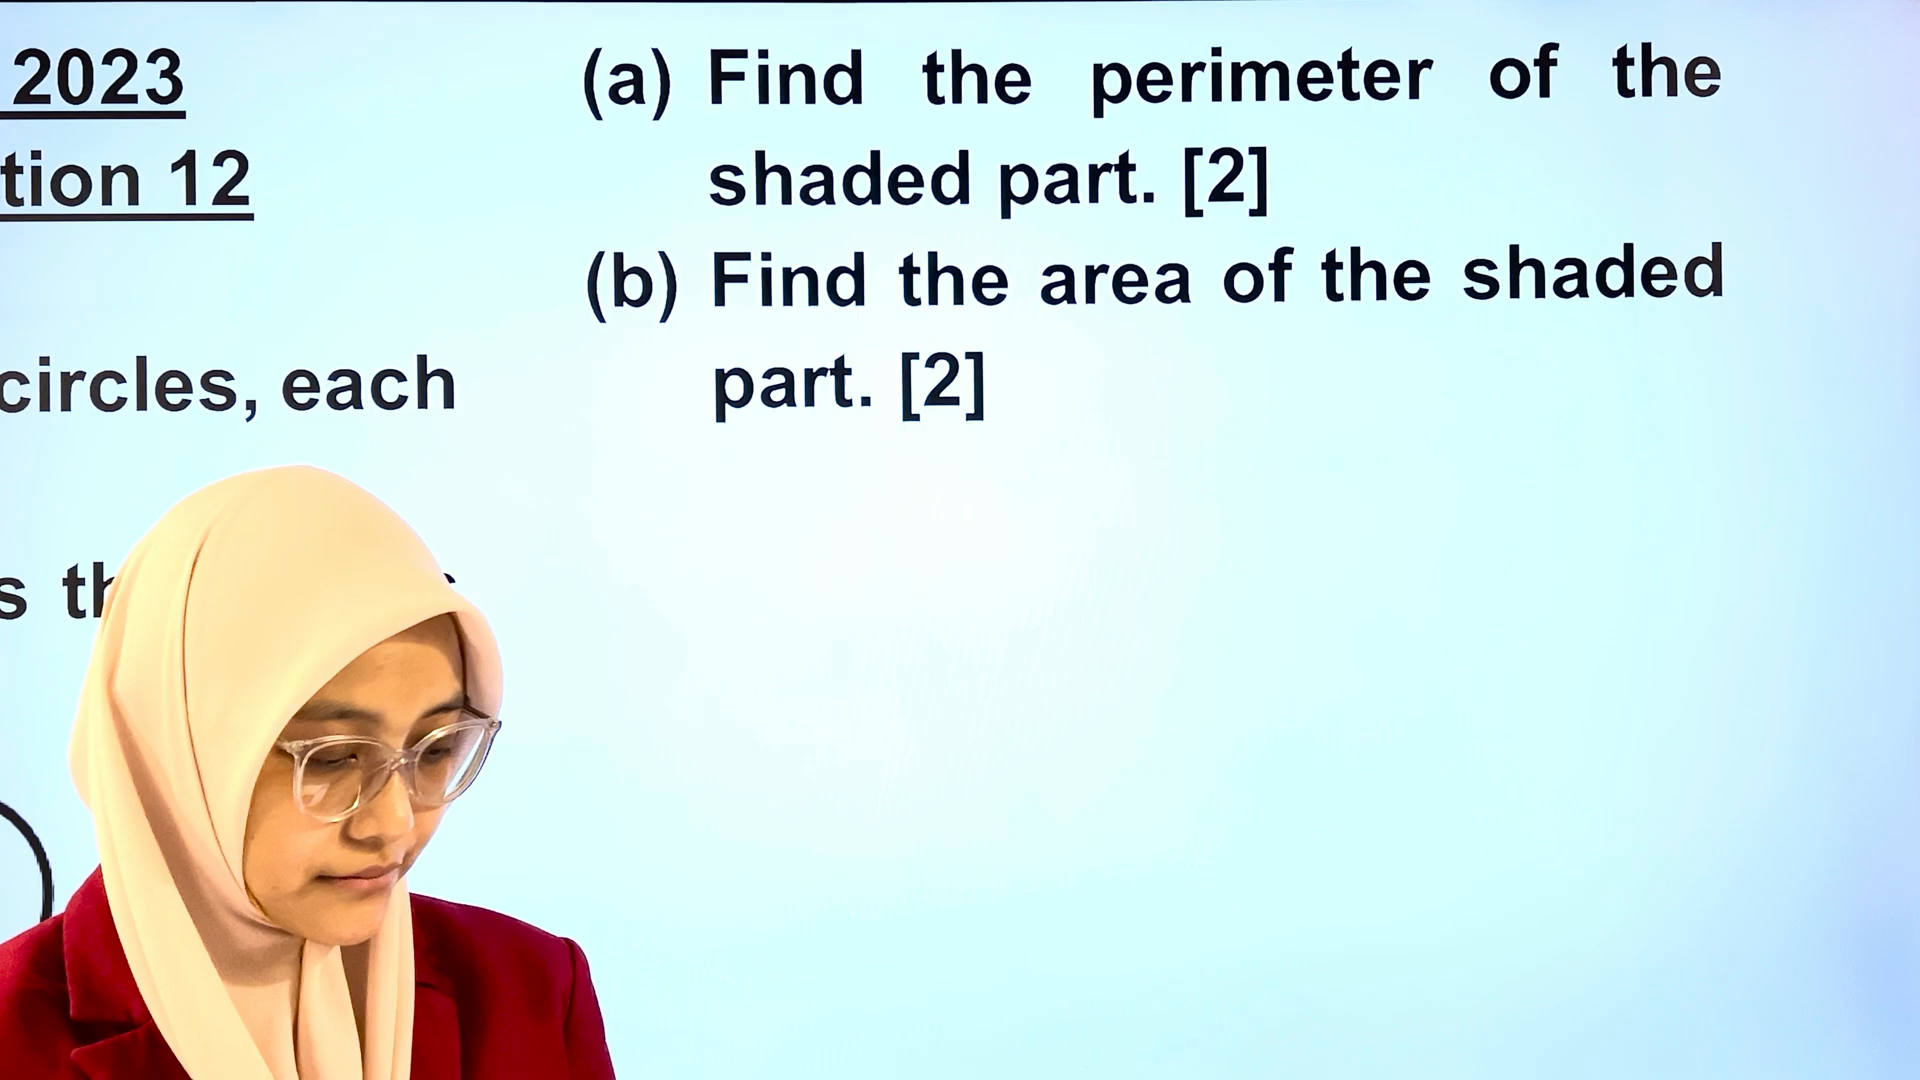 2023
tion 12
circles, each
s th
(a) Find the perimeter of the
shaded part. [2]
(b) Find the area of the shaded
part. [2]